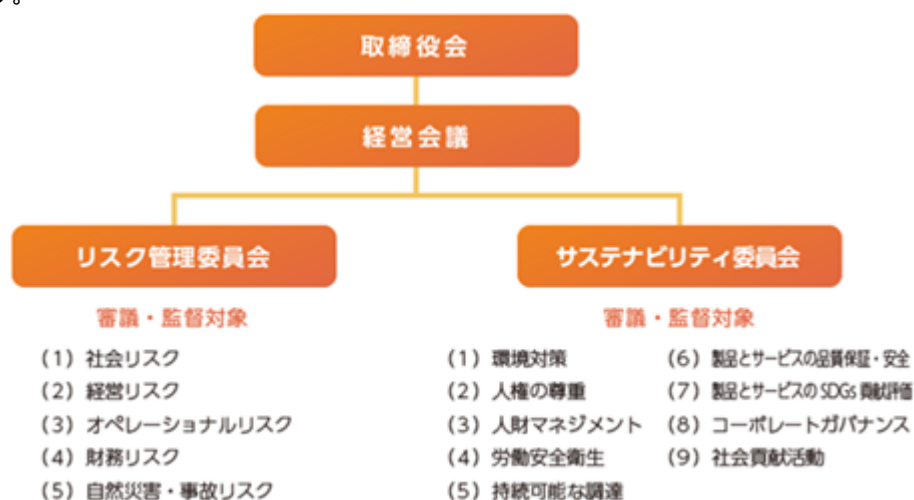 取締役会
経営会議
リスク管理委員会
審議・監督対象
(1) 社会リスク
(2) 経営リスク
(3) オペレーショナルリスク
(4) 財務リスク
(5) 自然災害・事故リスク
サステナビリティ委員会
審議・監督対象
(1) 環境対策
(2) 人権の尊重
(3) 人財マネジメント
(4) 労働安全衛生
(5) 持続可能な調達
(6) 製品とサービスの品質保証・安全
(7) 製品とサービスのSDGs貢献評価
(8) コーポレートガバナンス
(9) 社会貢献活動